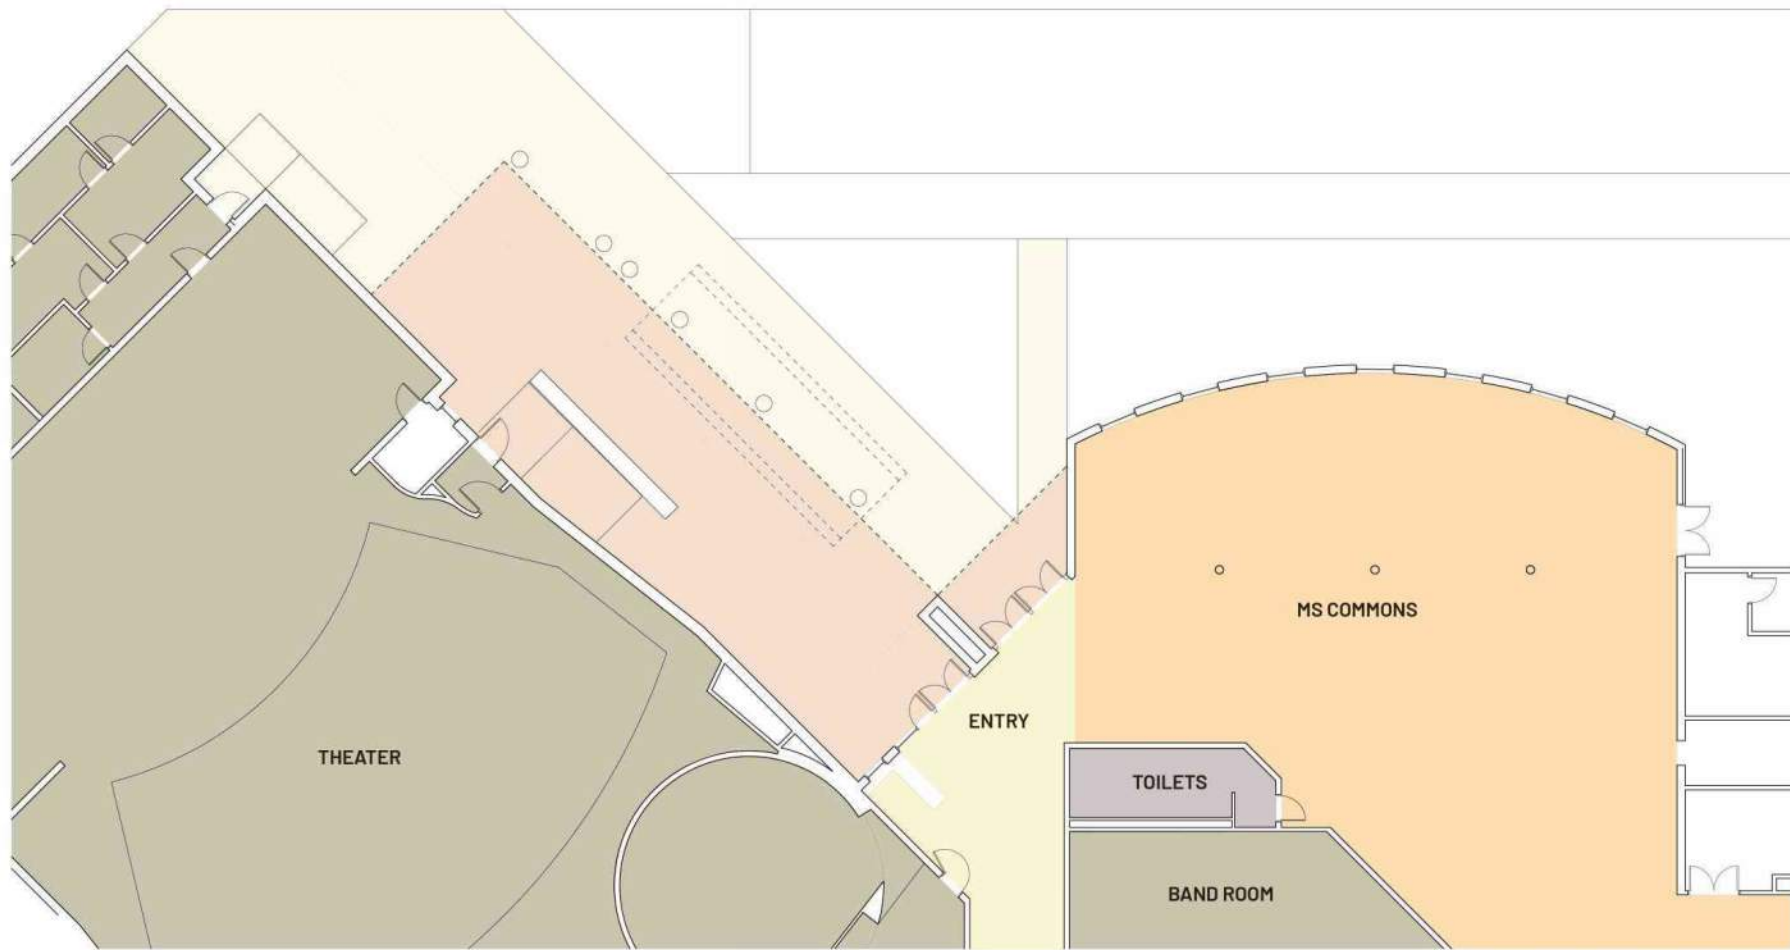 MS COMMONS
ENTRY
THEATER
TOILETS
BAND ROOM